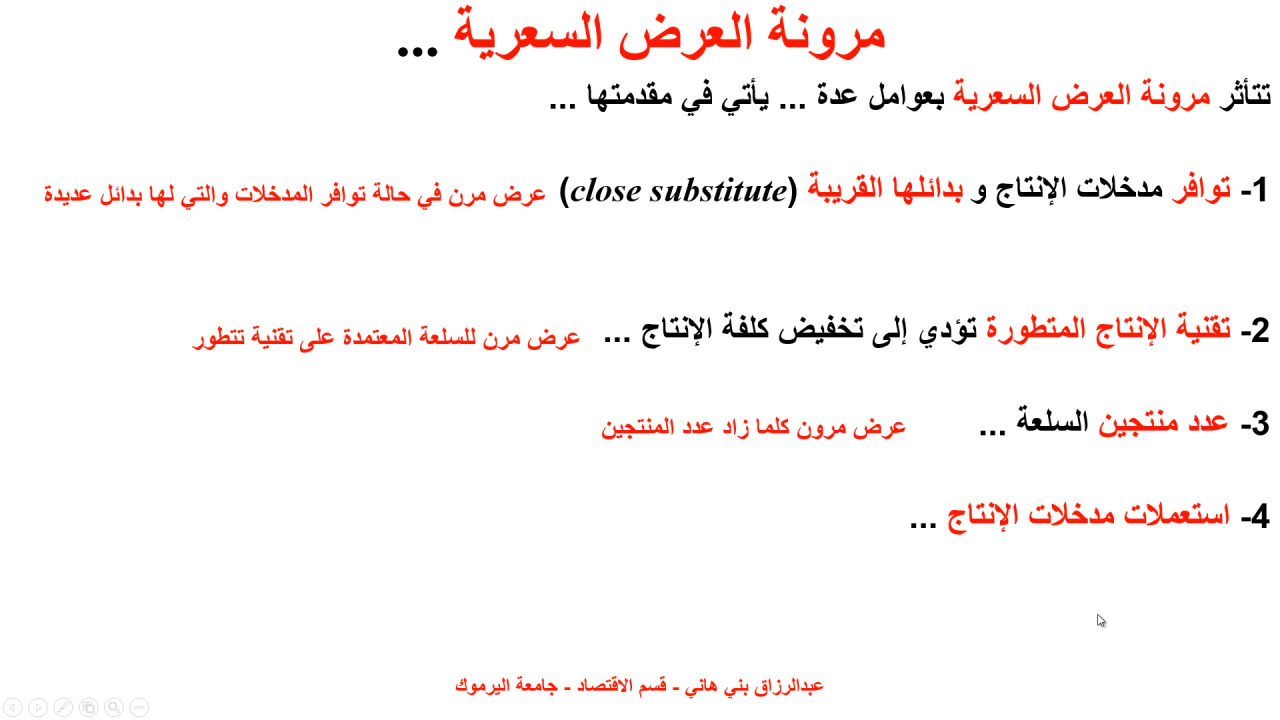 مرونة العرض السعرية ...
تتأثر مرونة العرض السعرية بعوامل عدة ... يأتي في مقدمتها ...
1- توافر مدخلات الإنتاج و بدائلها القريبة (close substitute) عرض مرن في حالة توافر المدخلات والتي لها بدائل عديدة
2- تقنية الإنتاج المتطورة تؤدي إلى تخفيض كلفة الإنتاج ... عرض مرن للسلعة المعتمدة على تقنية تتطور
3- عدد منتجين السلعة ... عرض مرون كلما زاد عدد المنتجين
4- استعملات مدخلات الإنتاج ...
عبدالرزاق بني هاني - قسم الاقتصاد - جامعة اليرموك